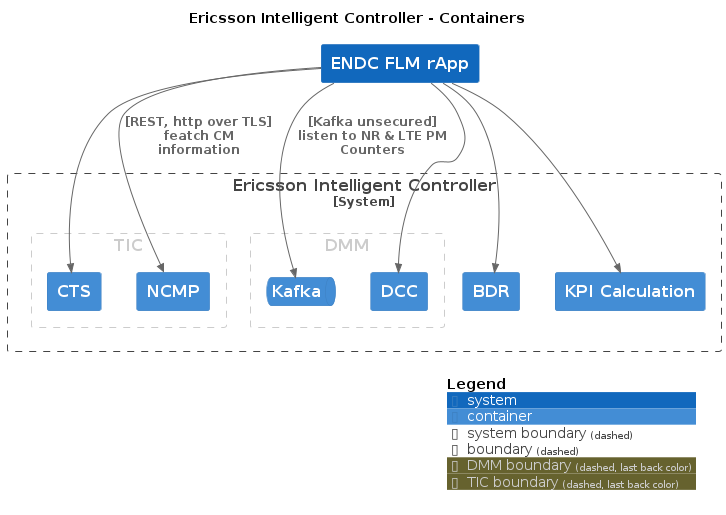 Ericsson Intelligent Controller - Containers
ENDC FLM rApp
[REST, http over TLS]
featch CM
information
[Kafka unsecured]
listen to NR & LTE PM
Counters
Ericsson Intelligent Controller
[System]
TIC
DMM
CTS
NCMP
Kafka
DCC
BDR
KPI Calculation
Legend
system
container
system boundary (dashed)
boundary (dashed)
DMM boundary (dashed, last back color)
TIC boundary (dashed, last back color)